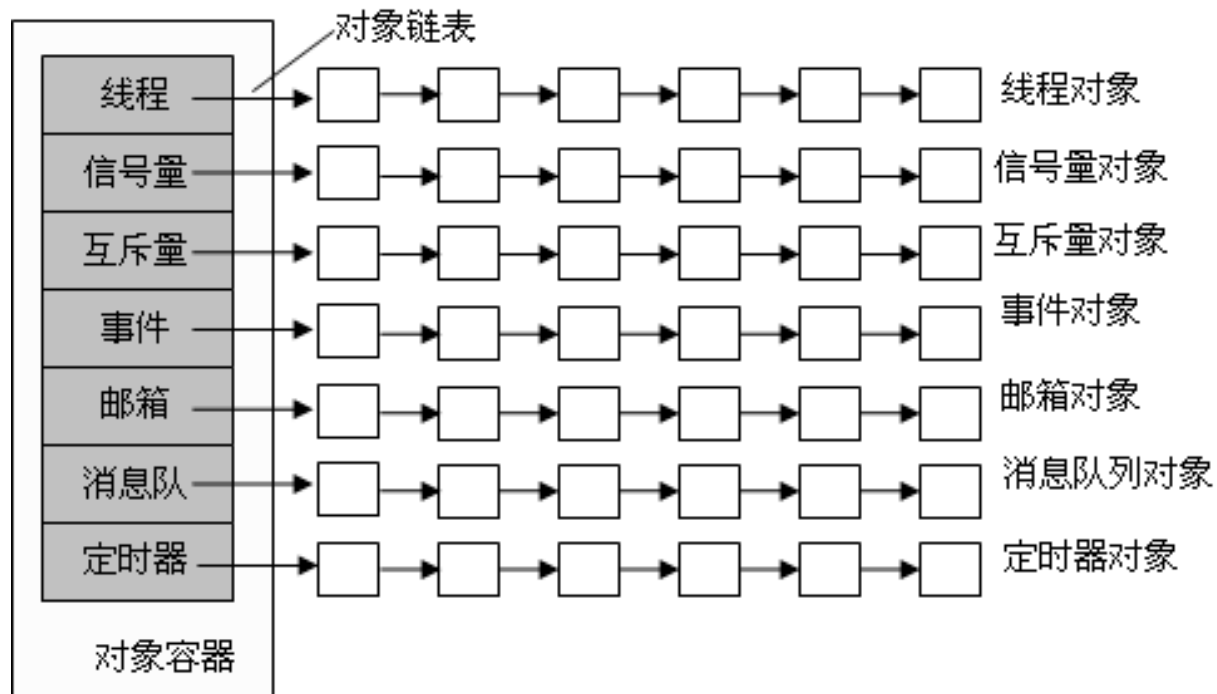 对象链表
线程
线程对象
信号量
信号量对象
互斥量
互斥量对象
事件
事件对象
邮箱
邮箱对象
消息队
消息队列对象
定时器
定时器对象
对象容器